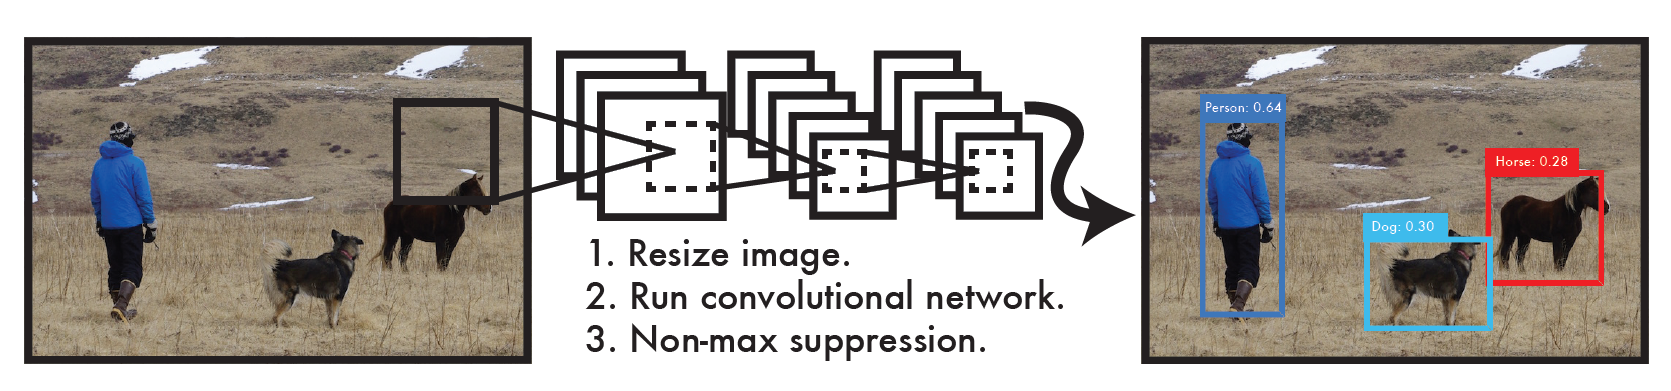 1. Resize image.
2. Run convolutional network.
3. Non-max suppression.
Person: 0.64
Horse: 0.28
Dog: 0.30